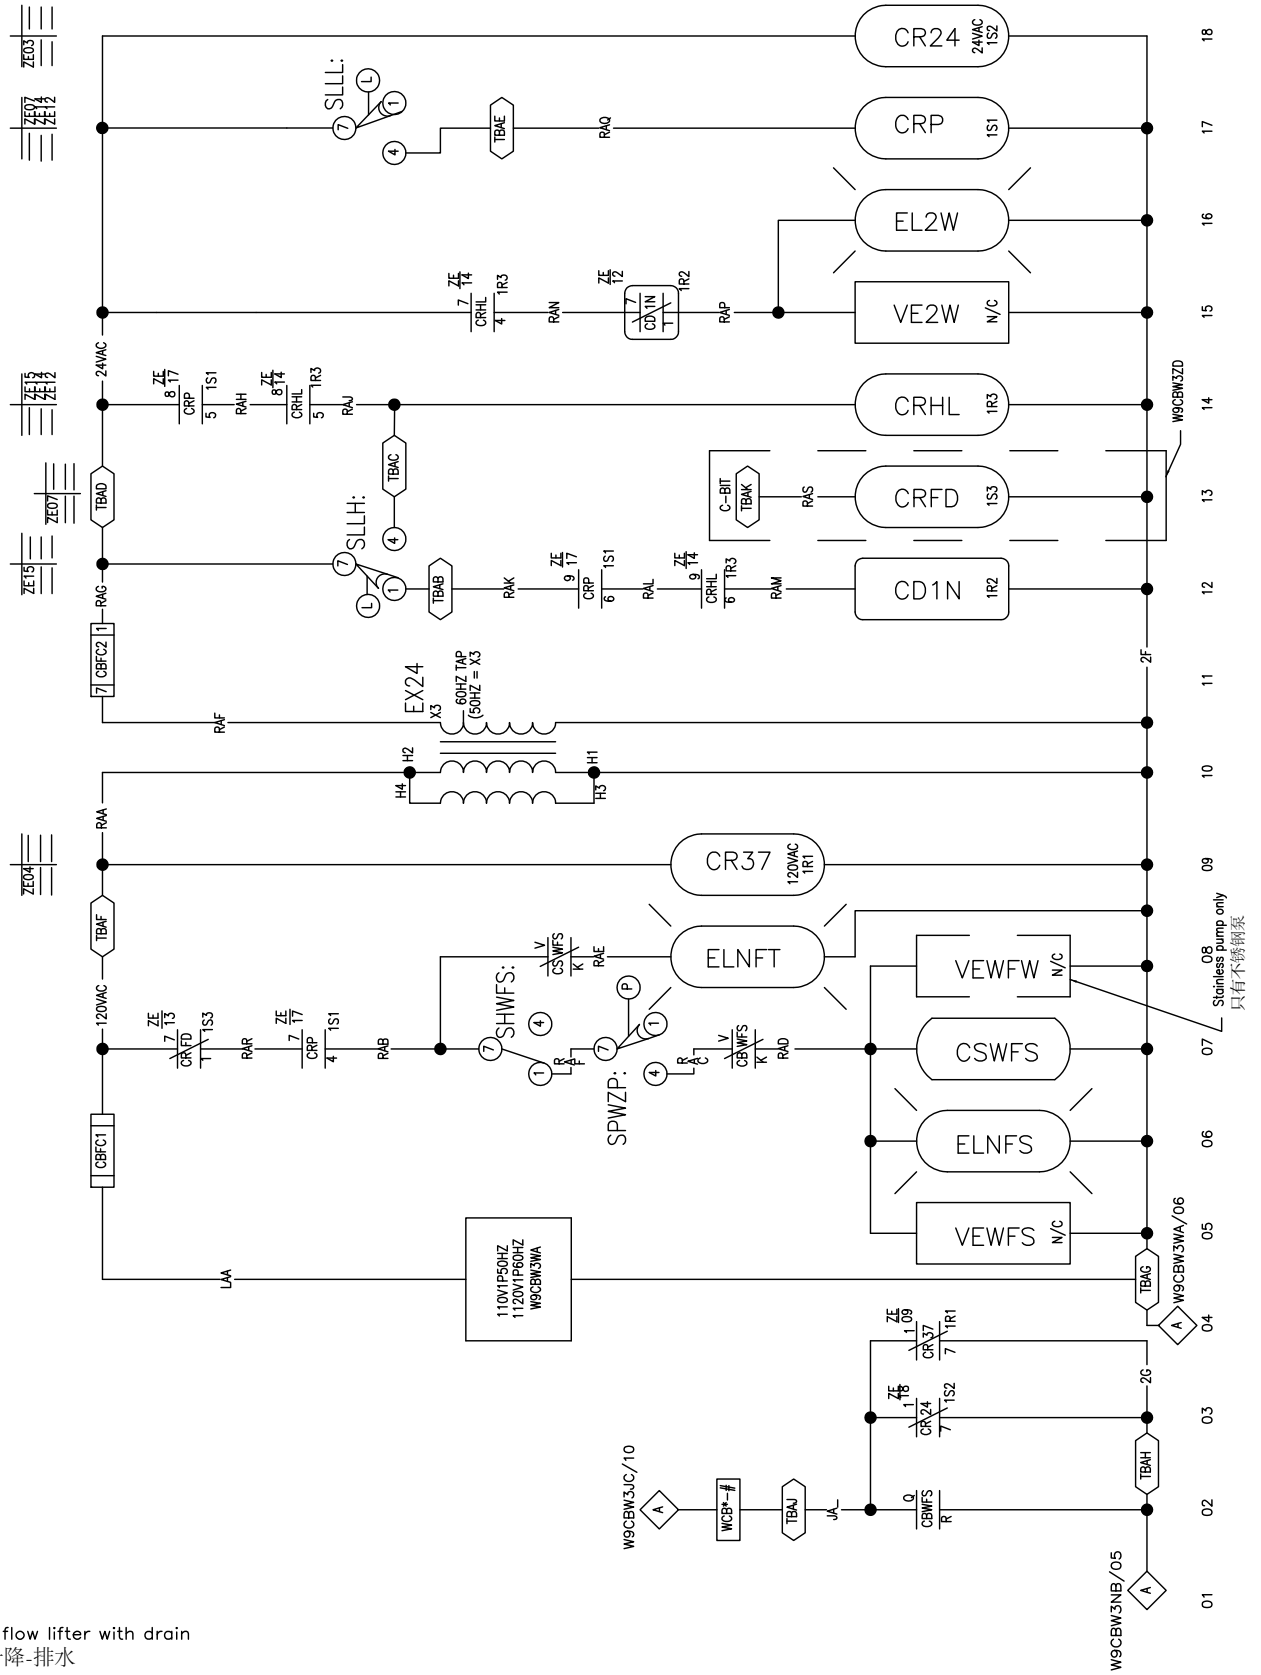 ZE03
ZE07
ZE14
ZE12
ZE15
ZE14
ZE12
ZE07
ZE15
ZE04
CR24
24VAC
1S2
18
SLLL:
7
L
1
4
TBAE
RAQ
CRP
1S1
17
EL2W
16
ZE
14
7
CRHL
4
1R3
RAN
ZE
12
7
CD1N
1
1R2
RAP
VE2W
N/C
15
24VAC
ZE
17
8
CRP
5
1S1
RAH
ZE
14
8
CRHL
5
1R3
RAJ
CRHL
1R3
14
W9CBW3ZD
TBAD
TBAC
4
C-BIT
TBAK
RAS
CRFD
1S3
13
SLLH:
7
L
1
TBAB
RAK
ZE
17
9
CRP
6
1S1
RAL
ZE
14
9
CRHL
6
1R3
RAM
CD1N
1R2
12
RAG
7 CBFC2 1
RAF
EX24
X3
60HZ TAP
(50HZ = X3
11
2F
H4
H2
H3
H1
10
RAA
CR37
120VAC
1R1
09
TBAF
V
CSWFS
K
RAE
ELNFT
VEWFW
N/C
08
Stainless pump only
只有不锈钢泵
120VAC
ZE
13
7
CRFD
1
1S3
RAR
ZE
17
7
CRP
4
1S1
RAB
SHWFS:
7
4
1
RAF
SPWZP:
7
P
1
4
RAC
V
CBWFS
K
RAD
CSWFS
07
CBFC1
ELNFS
06
VEWFS
N/C
05
LAA
110V1P50HZ
1120V1P60HZ
W9CBW3WA
TBAG
A
W9CBW3WA/06
04
ZE
09
1
CR37
7
1R1
2G
ZE
18
1
CR24
7
1S2
03
W9CBW3JC/10
A
WCB*-#
TBAJ
JA
Q
CBWFS
R
TBAH
02
W9CBW3NB/05
A
01
flow lifter with drain
降-排水